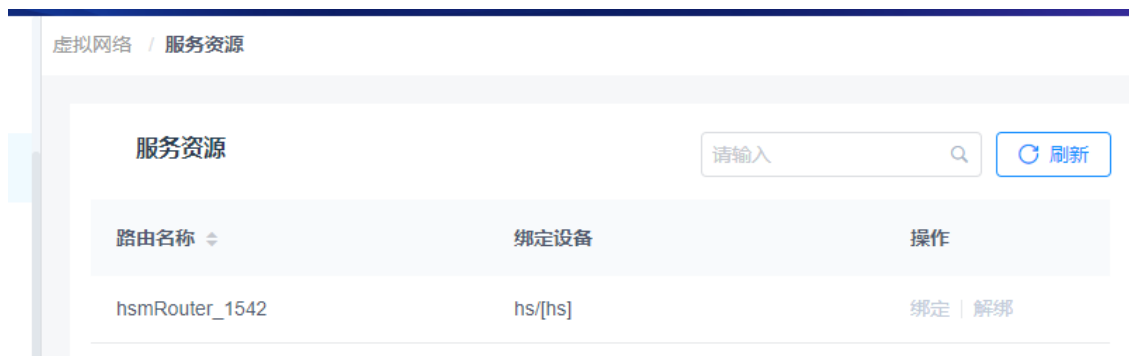 虚拟网络 / 服务资源
服务资源
请输入 刷新
路由名称 绑定设备 操作
hsmRouter_1542 hs/[hs] 绑定 | 解绑